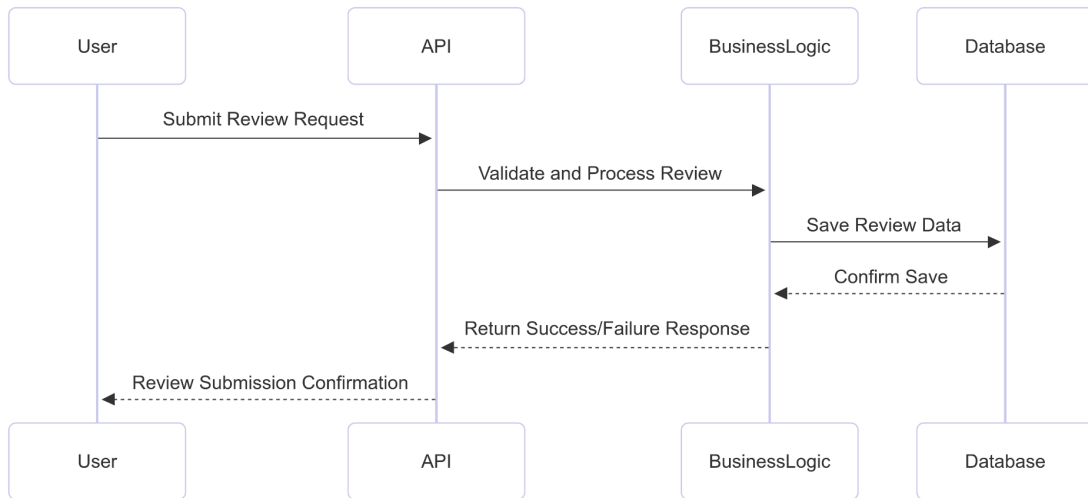 User
API
BusinessLogic
Database
Submit Review Request
Validate and Process Review
Save Review Data
Confirm Save
Return Success/Failure Response
Review Submission Confirmation
User
API
BusinessLogic
Database